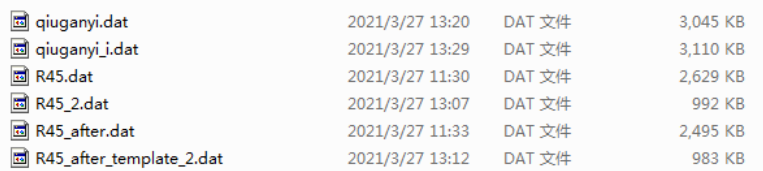 qiuganyi.dat 2021/3/27 13:20 DAT 文件 3,045 KB
qiuganyi_i.dat 2021/3/27 13:29 DAT 文件 3,110 KB
R45.dat 2021/3/27 11:30 DAT 文件 2,629 KB
R45_2.dat 2021/3/27 13:07 DAT 文件 992 KB
R45_after.dat 2021/3/27 11:33 DAT 文件 2,495 KB
R45_after_template_2.dat 2021/3/27 13:12 DAT 文件 983 KB